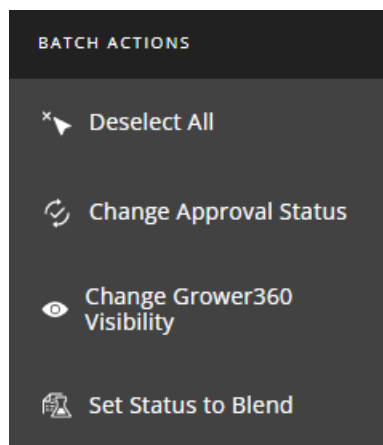 BATCH ACTIONS
Deselect All
Change Approval Status
Change Grower360
Visibility
Set Status to Blend